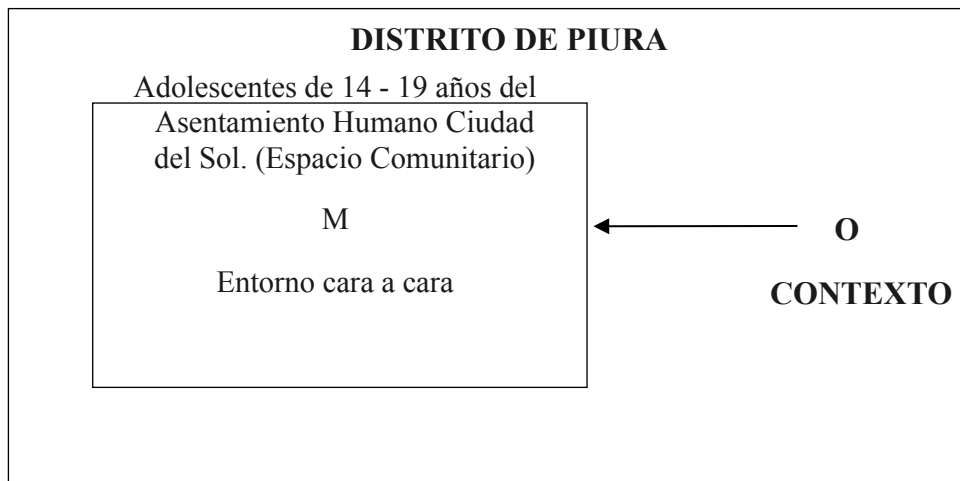 DISTRITO DE PIURA
Adolescentes de 14 - 19 años del
Asentamiento Humano Ciudad
del Sol. (Espacio Comunitario)
M
O
Entorno cara a cara
CONTEXTO